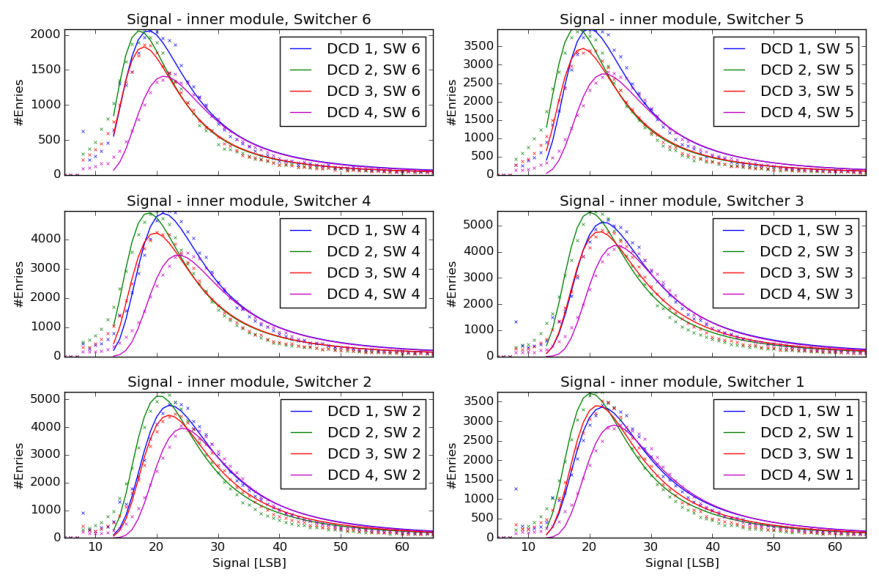 Signal - inner module, Switcher 6
#Enries
2000
1500
1000
500
0
DCD 1, SW 6
DCD 2, SW 6
DCD 3, SW 6
DCD 4, SW 6
Signal - inner module, Switcher 5
#Enries
3500
3000
2500
2000
1500
1000
500
0
DCD 1, SW 5
DCD 2, SW 5
DCD 3, SW 5
DCD 4, SW 5
Signal - inner module, Switcher 4
#Enries
4000
3000
2000
1000
0
DCD 1, SW 4
DCD 2, SW 4
DCD 3, SW 4
DCD 4, SW 4
Signal - inner module, Switcher 3
#Enries
5000
4000
3000
2000
1000
0
DCD 1, SW 3
DCD 2, SW 3
DCD 3, SW 3
DCD 4, SW 3
Signal - inner module, Switcher 2
#Enries
5000
4000
3000
2000
1000
0
DCD 1, SW 2
DCD 2, SW 2
DCD 3, SW 2
DCD 4, SW 2
10 20 30 40 50 60
Signal [LSB]
Signal - inner module, Switcher 1
#Enries
3500
3000
2500
2000
1500
1000
500
0
DCD 1, SW 1
DCD 2, SW 1
DCD 3, SW 1
DCD 4, SW 1
10 20 30 40 50 60
Signal [LSB]